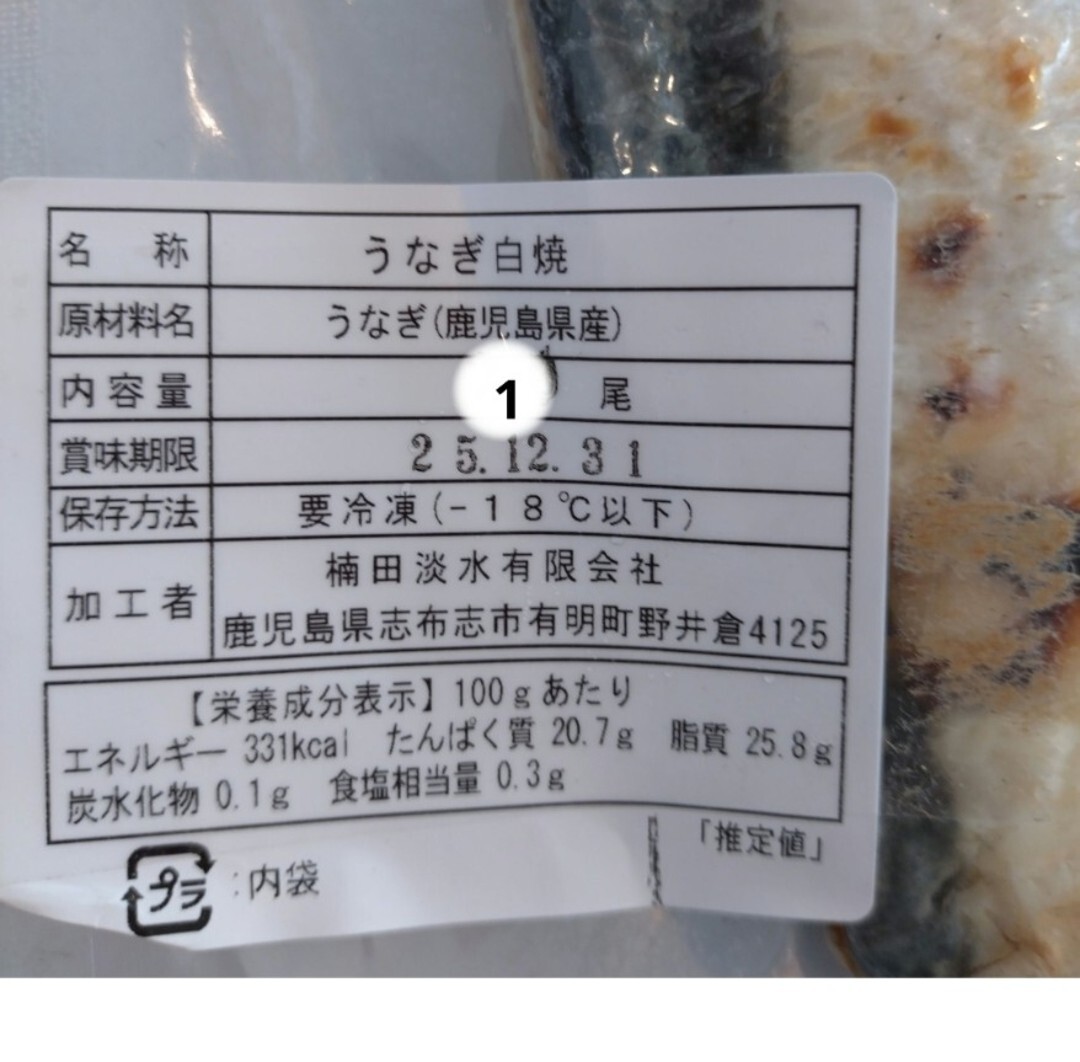 名称 うなぎ白焼
原材料名 うなぎ(鹿児島県産)
内容量 1 尾
賞味期限 25.12.31
保存方法 要冷凍(-18℃以下)
加工者 楠田淡水有限会社
鹿児島県志布志市有明町野井倉4125
【栄養成分表示】100gあたり
エネルギー 331kcal たんぱく質 20.7g 脂質 25.8g
炭水化物 0.1g 食塩相当量 0.3g
「推定値」
プラ :内袋